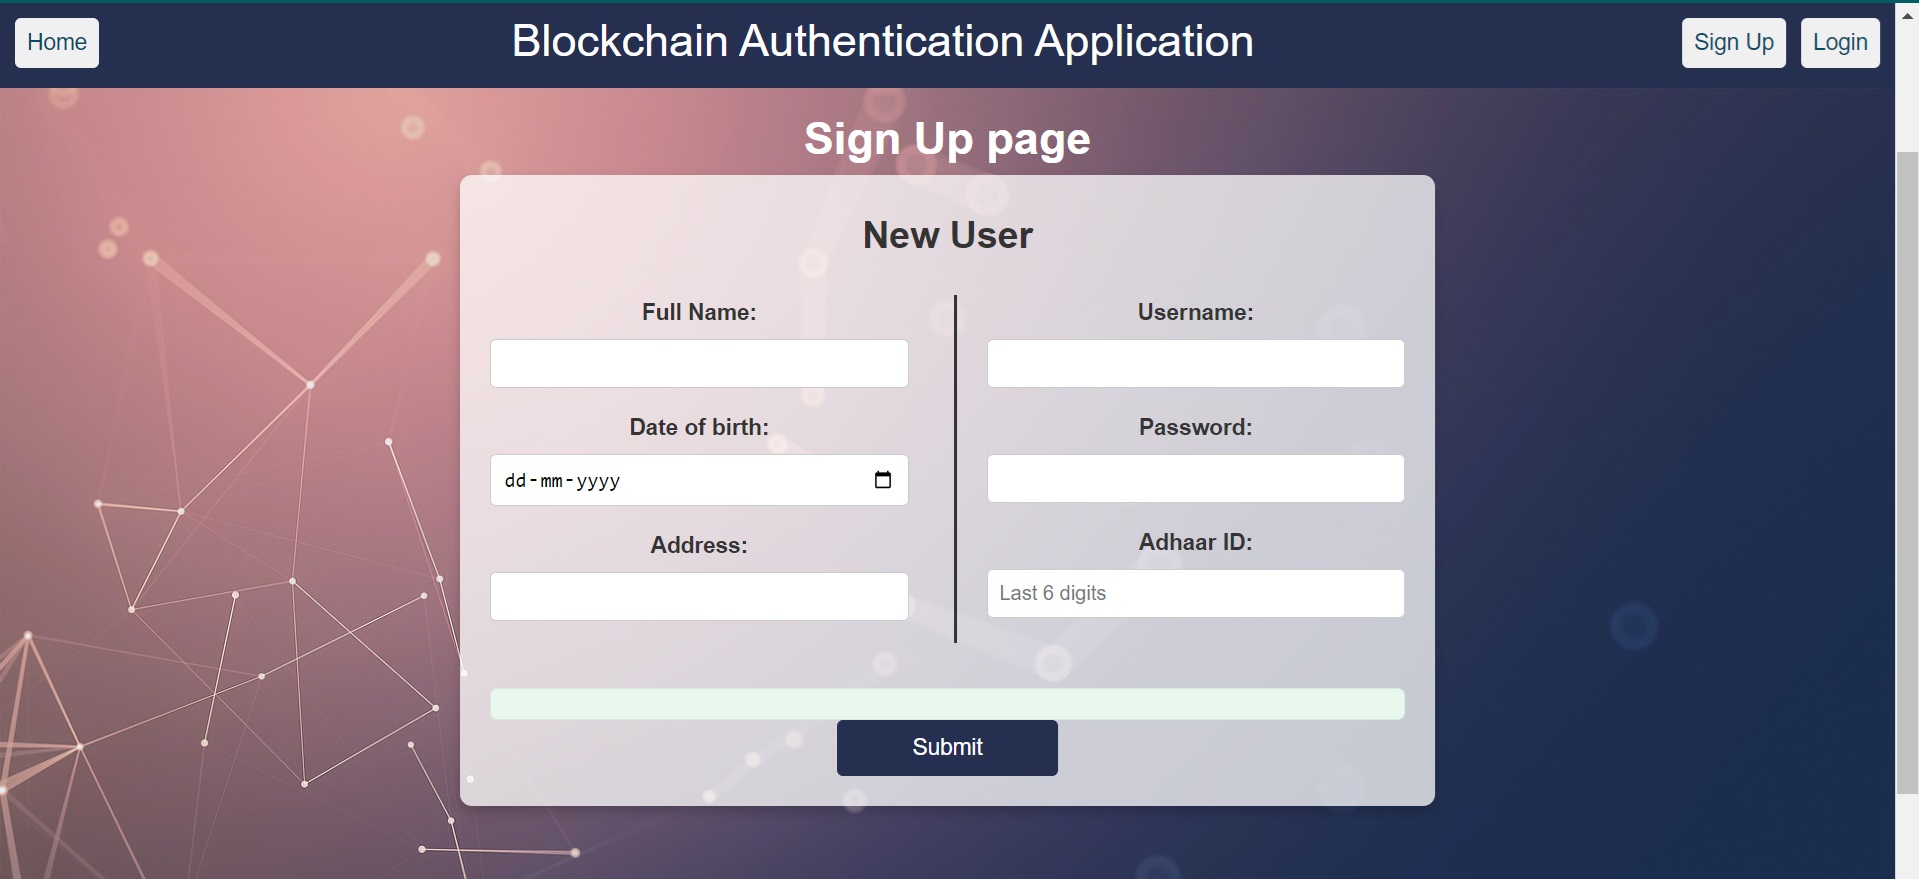 Home
Blockchain Authentication Application
Sign Up
Login
Sign Up page
New User
Full Name:
Username:
Date of birth:
Password:
dd-mm-yyyy
Address:
Adhaar ID:
Last 6 digits
Submit